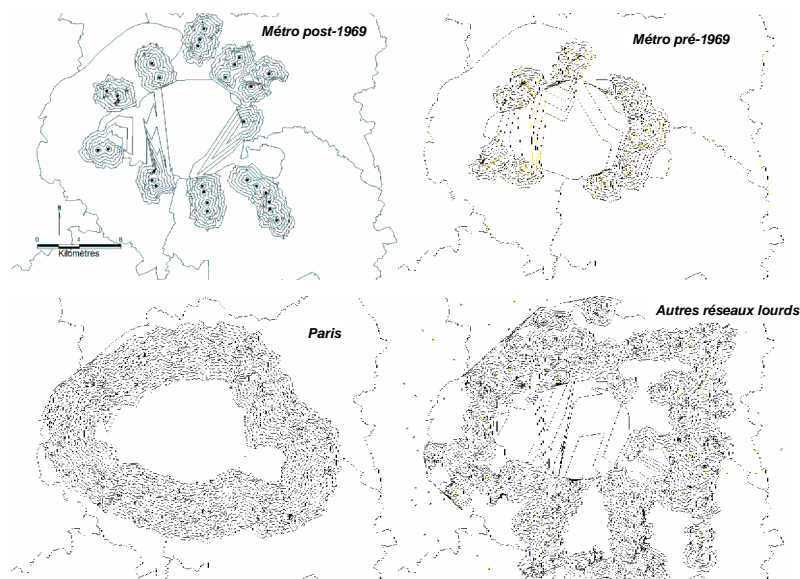 Métro post-1969
Métro pré-1969
N
0 4 8
Kilomètres
Paris
Autres réseaux lourds